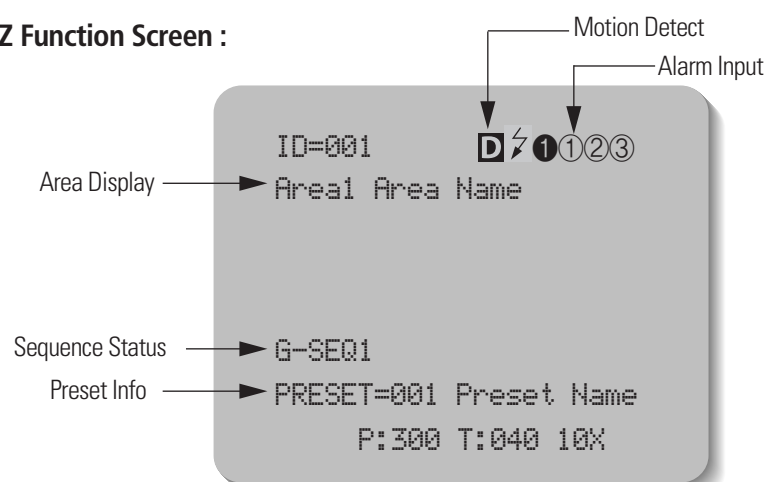 Z Function Screen :
Motion Detect
Alarm Input
ID=001 D ❶①②③
Area Display
Area1 Area Name
Sequence Status
G-SEQ1
Preset Info
PRESET=001 Preset Name
P:300 T:040 10X